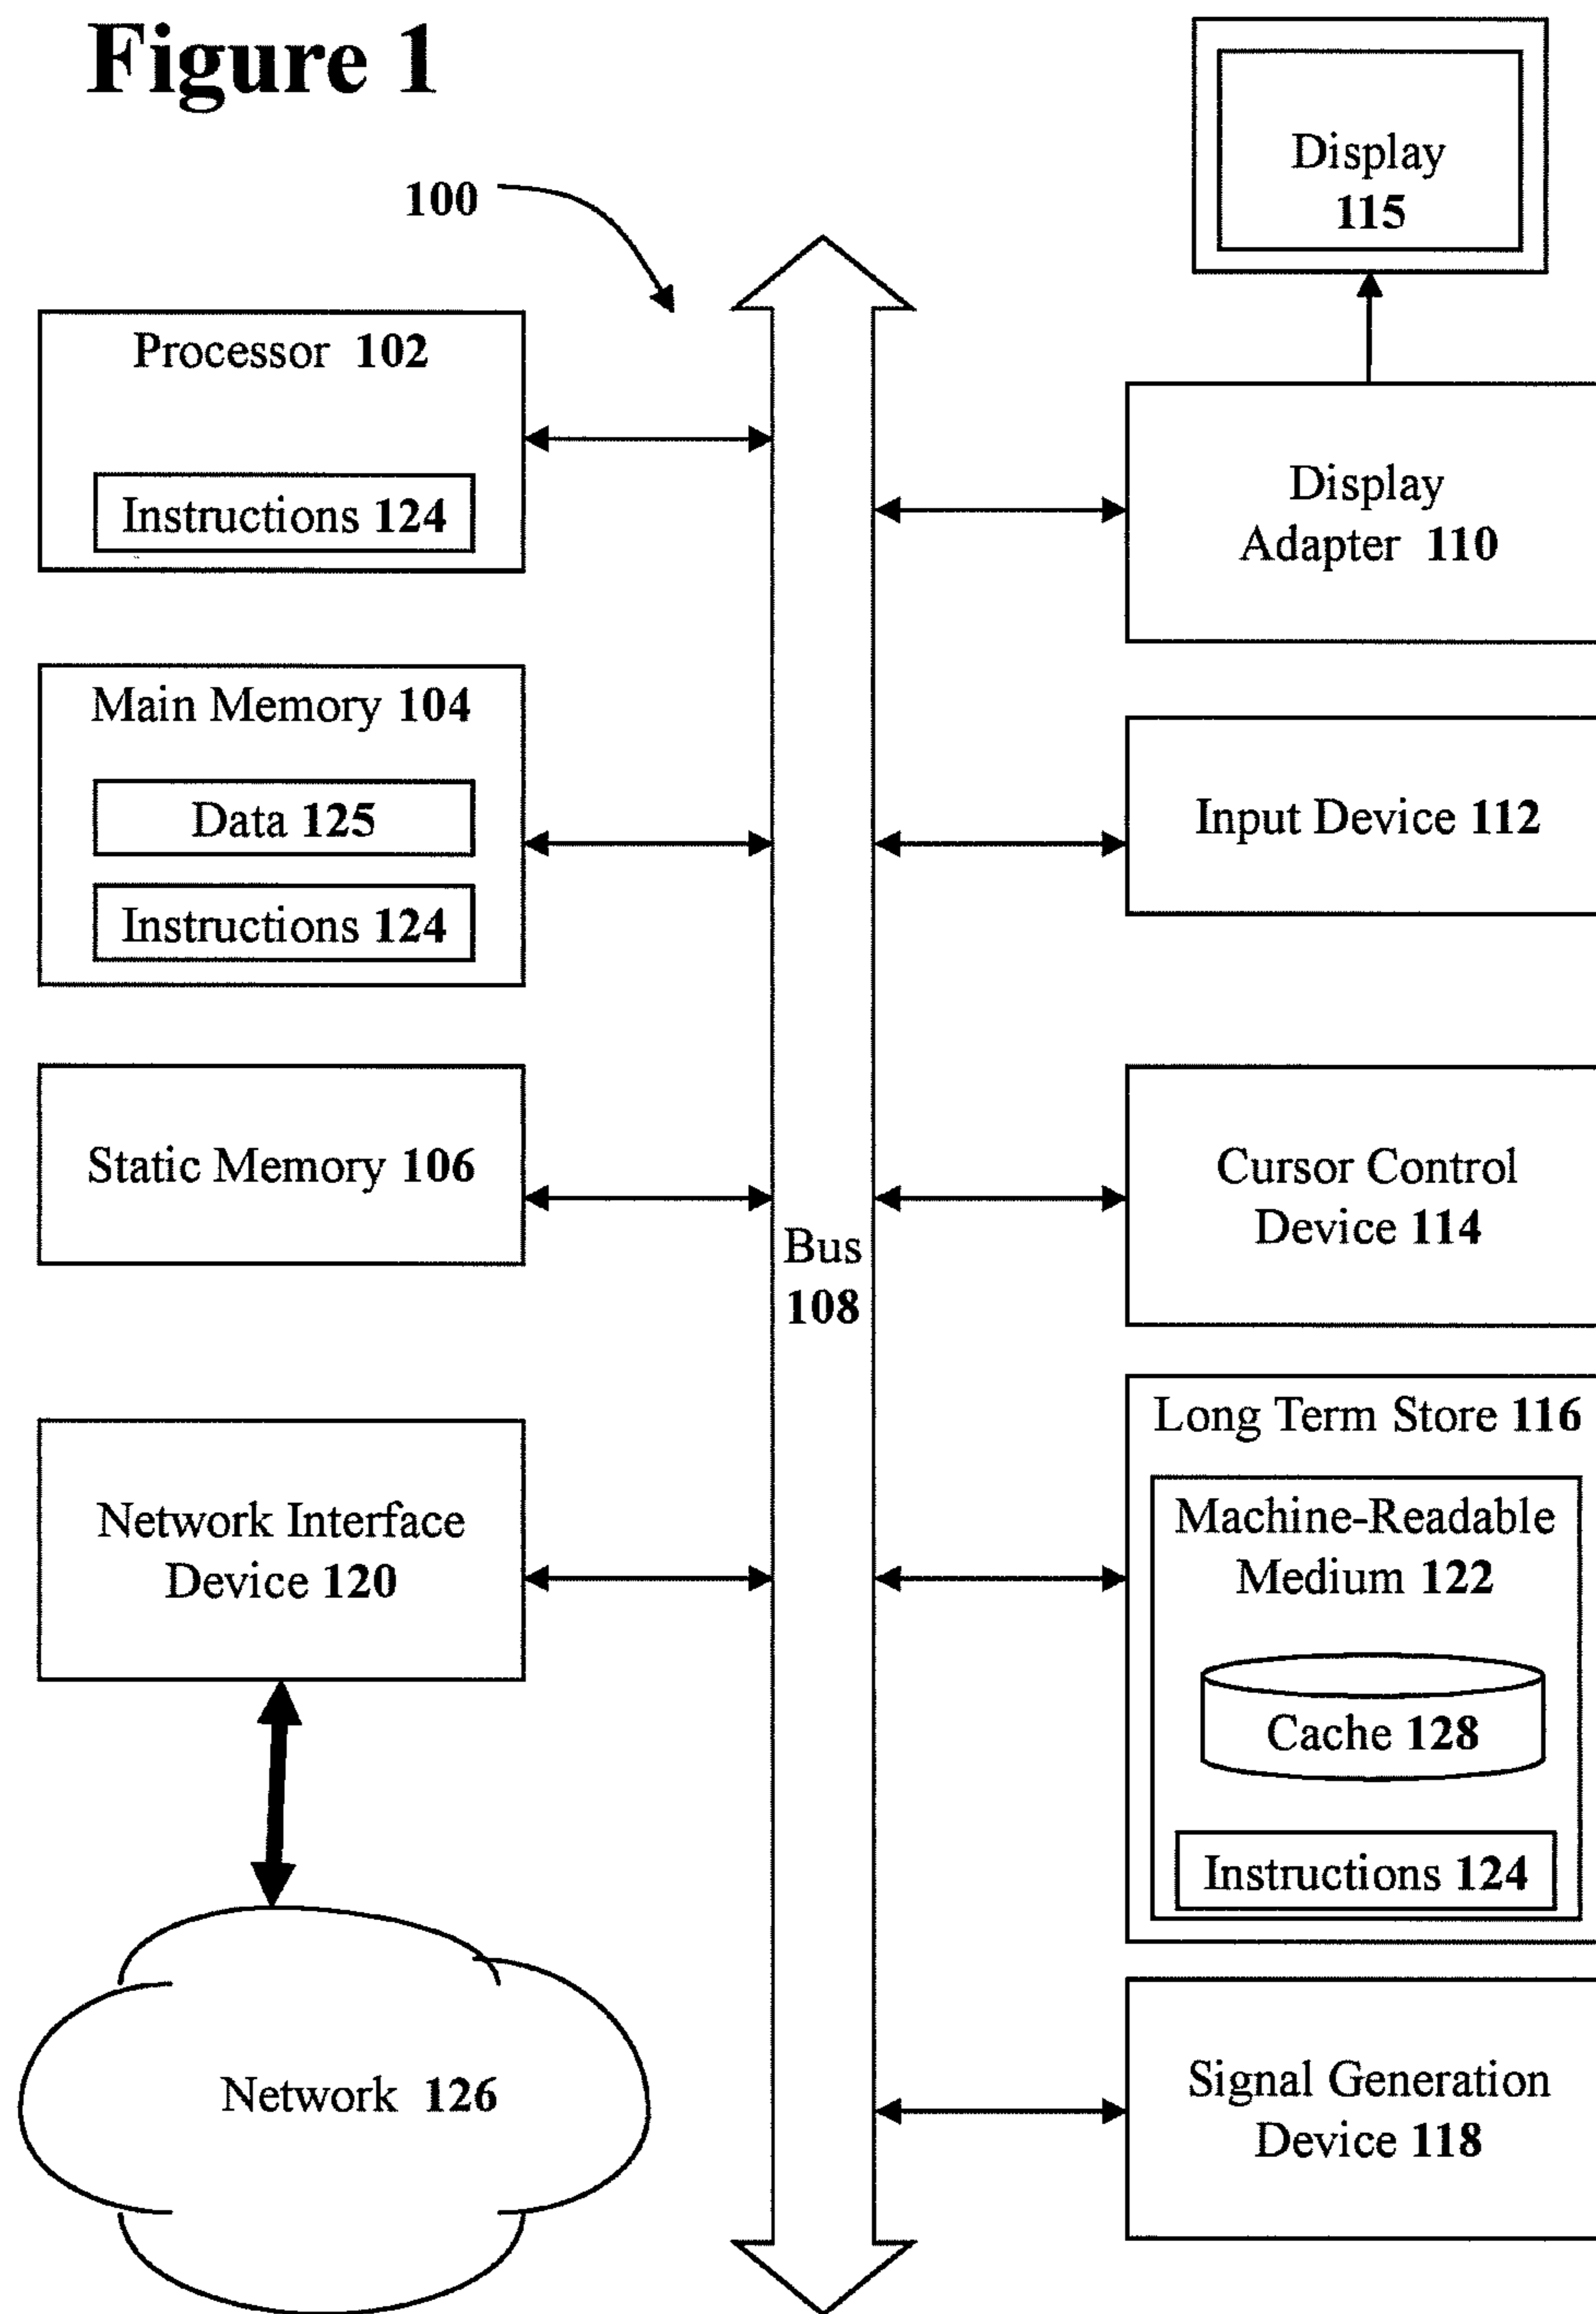 Figure 1
100
Display
115
Processor 102
Instructions 124
Display
Adapter 110
Main Memory 104
Data 125
Instructions 124
Input Device 112
Static Memory 106
Cursor Control
Device 114
Bus
108
Network Interface
Device 120
Long Term Store 116
Machine-Readable
Medium 122
Cache 128
Instructions 124
Network 126
Signal Generation
Device 118